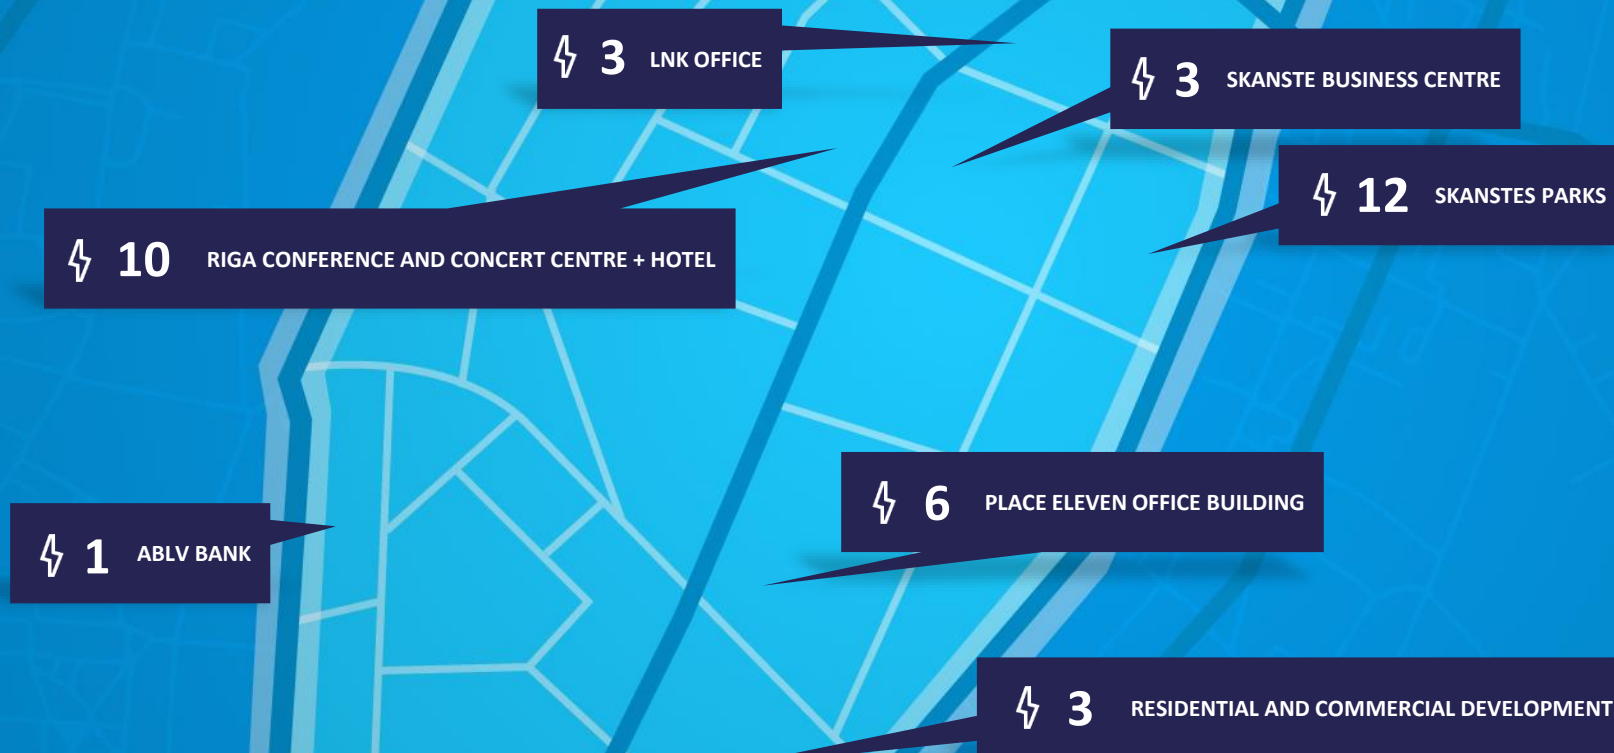 3 LNK OFFICE
3 SKANSTE BUSINESS CENTRE
12 SKANSTES PARKS
10 RIGA CONFERENCE AND CONCERT CENTRE + HOTEL
6 PLACE ELEVEN OFFICE BUILDING
1 ABLV BANK
3 RESIDENTIAL AND COMMERCIAL DEVELOPMENT